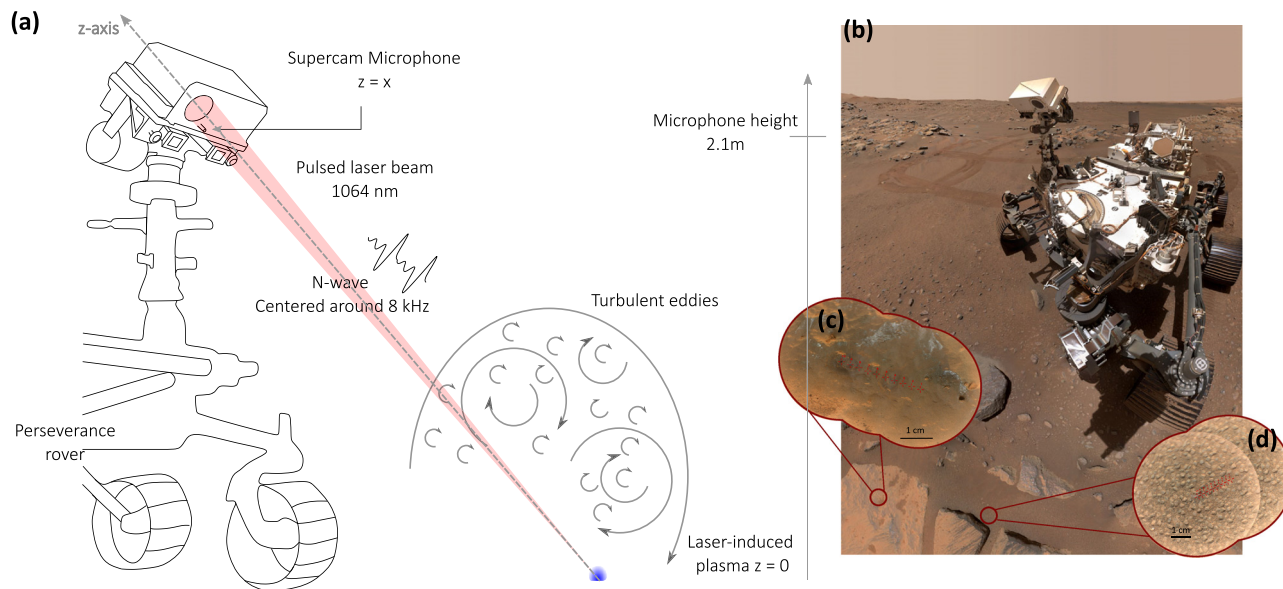 (a)
z-axis
Supercam Microphone
z = x
Pulsed laser beam
1064 nm
N-wave
Centered around 8 kHz
Turbulent eddies
Perseverance
rover
Laser-induced
plasma z = 0
Microphone height
2.1m
(b)
(c)
1 cm
(d)
1 cm